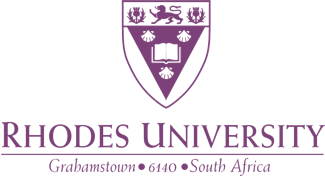 RHODES UNIVERSITY
Grahamstown • 6140 • South Africa